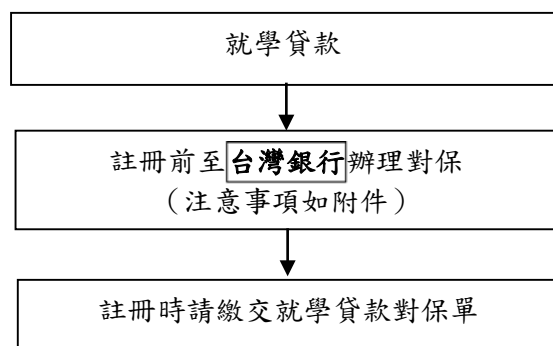 就學貸款
註冊前至台灣銀行辦理對保
（注意事項如附件）
註冊時請繳交就學貸款對保單